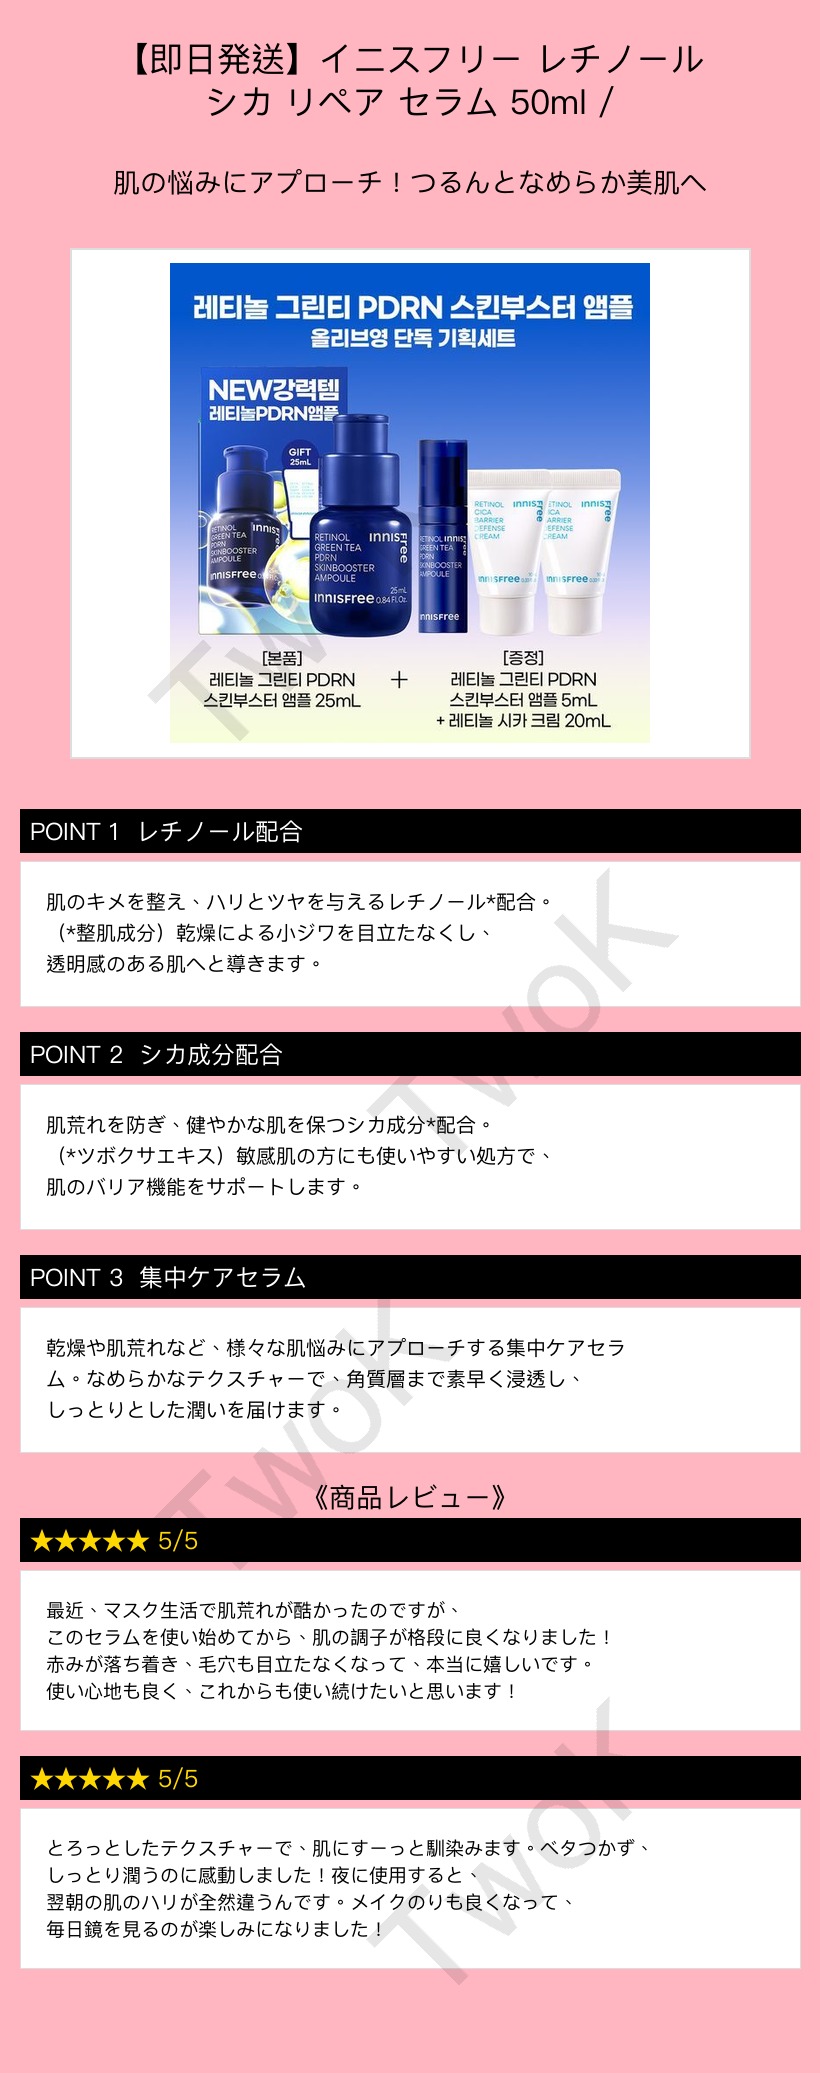 【即日発送】イニスフリー レチノール
シカ リペア セラム 50ml /
肌の悩みにアプローチ！つるんとなめらか美肌へ
레티놀 그린티 PDRN 스킨부스터 앰플
올리브영 단독 기획세트
NEW강력템
레티놀PDRN앰플
GIFT
25mL
RETINOL
GREEN TEA
PDRN
SKINBOOSTER
AMPOULE
innisfree
innisfree
RETINOL
GREEN TEA
PDRN
SKINBOOSTER
AMPOULE
innisfree
25 mL
innisfree 0.84 Fl.Oz.
RETINOL
GREEN TEA
PDRN
SKINBOOSTER
AMPOULE
innisfree
RETINOL
CICA
BARRIER
DEFENSE
CREAM
innisfree
innisfree
RETINOL
CICA
BARRIER
DEFENSE
CREAM
innisfree
innisfree
[본품]
레티놀 그린티 PDRN
스킨부스터 앰플 25mL
+
[증정]
레티놀 그린티 PDRN
스킨부스터 앰플 5mL
+ 레티놀 시카 크림 20mL
POINT 1 レチノール配合
肌のキメを整え、ハリとツヤを与えるレチノール*配合。
（*整肌成分）乾燥による小ジワを目立たなくし、
透明感のある肌へと導きます。
POINT 2 シカ成分配合
肌荒れを防ぎ、健やかな肌を保つシカ成分*配合。
（*ツボクサエキス）敏感肌の方にも使いやすい処方で、
肌のバリア機能をサポートします。
POINT 3 集中ケアセラム
乾燥や肌荒れなど、様々な肌悩みにアプローチする集中ケアセラ
ム。なめらかなテクスチャーで、角質層まで素早く浸透し、
しっとりとした潤いを届けます。
《商品レビュー》
★★★★★ 5/5
最近、マスク生活で肌荒れが酷かったのですが、
このセラムを使い始めてから、肌の調子が格段に良くなりました！
赤みが落ち着き、毛穴も目立たなくなって、本当に嬉しいです。
使い心地も良く、これからも使い続けたいと思います！
★★★★★ 5/5
とろっとしたテクスチャーで、肌にすーっと馴染みます。ベタつかず、
しっとり潤うのに感動しました！夜に使用すると、
翌朝の肌のハリが全然違うんです。メイクのりも良くなって、
毎日鏡を見るのが楽しみになりました！
TwoK
TwoK
TwoK
TwoK